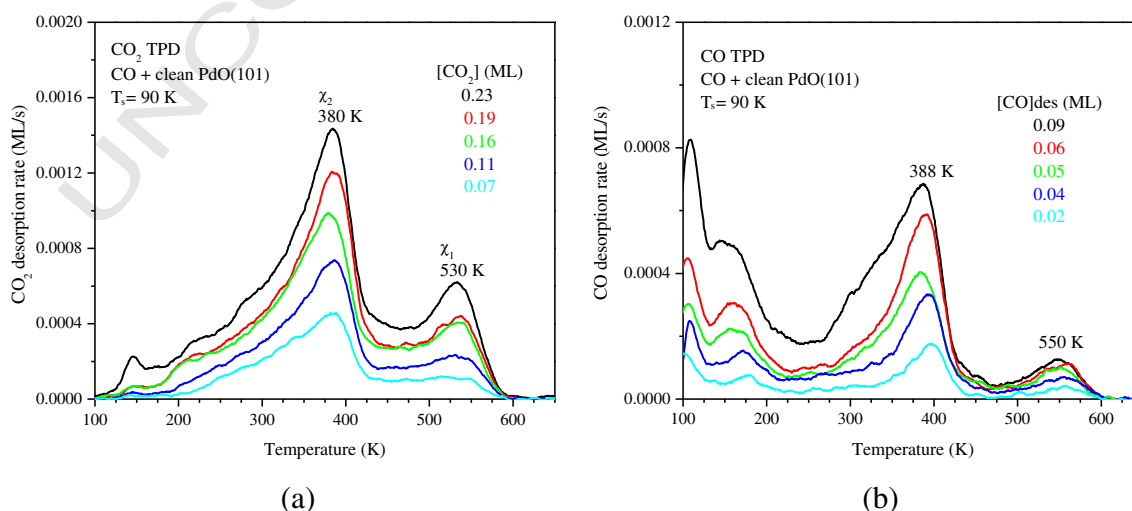 UNCO
0.0020
0.0016
0.0012
0.0008
0.0004
0.0000
CO₂ desorption rate (ML/s)
CO₂ TPD
CO + clean PdO(101)
Tₛ= 90 K
χ₂
380 K
[CO₂] (ML)
0.23
0.19
0.16
0.11
0.07
χ₁
530 K
100 200 300 400 500 600
Temperature (K)
(a)
0.0012
0.0008
0.0004
0.0000
CO desorption rate (ML/s)
CO TPD
CO + clean PdO(101)
Tₛ= 90 K
[CO]des (ML)
0.09
0.06
0.05
0.04
0.02
388 K
550 K
100 200 300 400 500 600
Temperature (K)
(b)